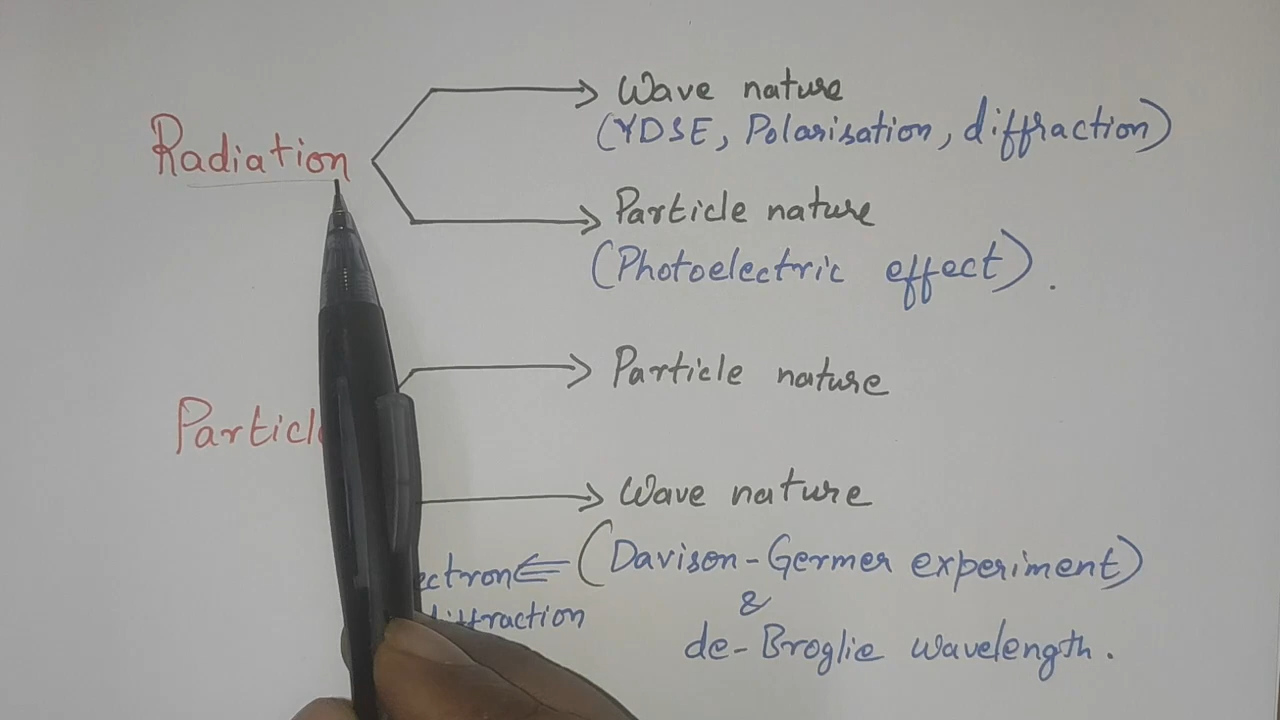 Radiation
Wave nature
(YDSE, Polarisation, diffraction)
Particle nature
(Photoelectric effect).
Particle nature
Wave nature
(Davison-Germer experiment)
&
de-Broglie wavelength.
diffraction